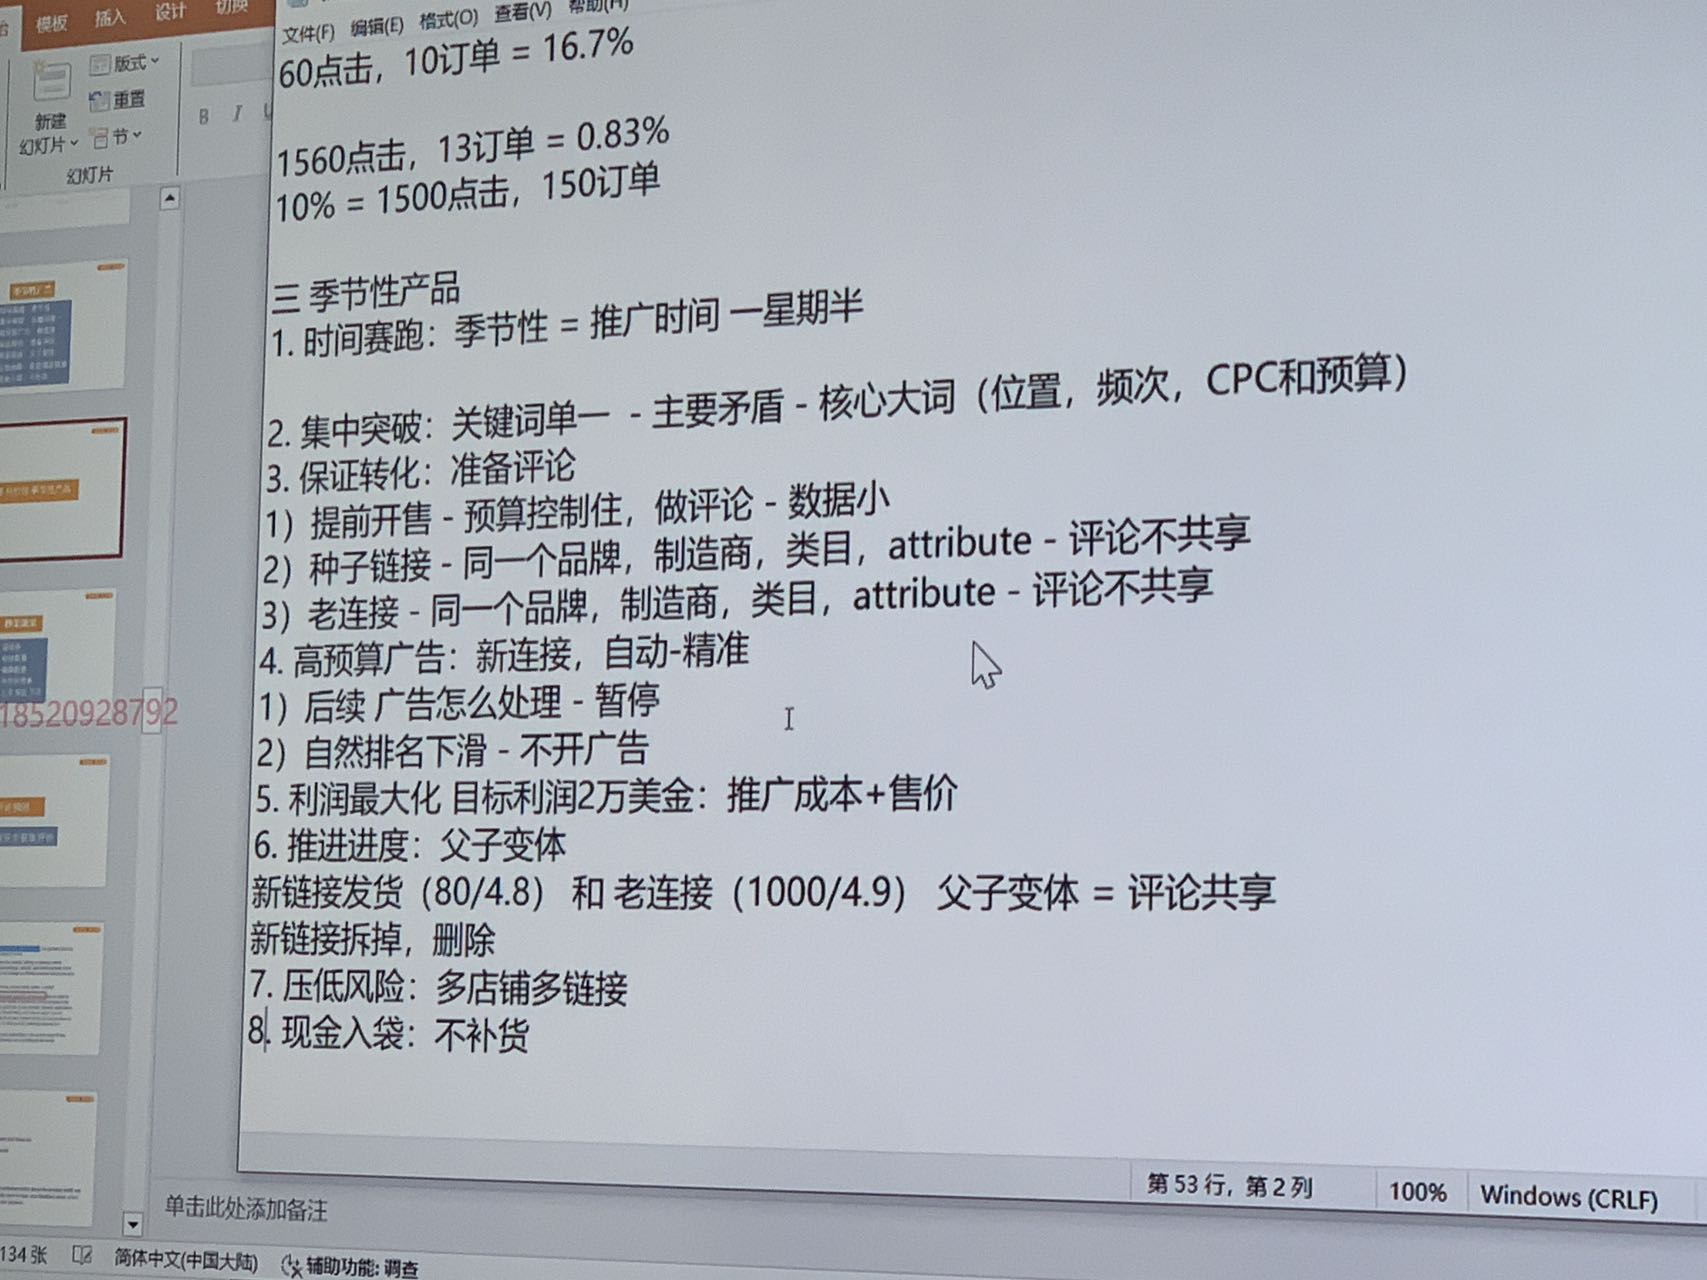 模板 插入 设计 切换
版式
重置
新建
幻灯片
节
B I U
幻灯片
文件(F) 编辑(E) 格式(O) 查看(V) 帮助(H)
60点击，10订单 = 16.7%
1560点击，13订单 = 0.83%
10% = 1500点击，150订单
三 季节性产品
1. 时间赛跑：季节性 = 推广时间 一星期半
2. 集中突破：关键词单一 - 主要矛盾 - 核心大词（位置，频次，CPC和预算）
3. 保证转化：准备评论
1）提前开售 - 预算控制住，做评论 - 数据小
2）种子链接 - 同一个品牌，制造商，类目，attribute - 评论不共享
3）老连接 - 同一个品牌，制造商，类目，attribute - 评论不共享
4. 高预算广告：新连接，自动-精准
1）后续 广告怎么处理 - 暂停
2）自然排名下滑 - 不开广告
5. 利润最大化 目标利润2万美金：推广成本+售价
6. 推进进度：父子变体
新链接发货（80/4.8） 和 老连接（1000/4.9） 父子变体 = 评论共享
新链接拆掉，删除
7. 压低风险：多店铺多链接
8. 现金入袋：不补货
18520928792
第 53 行，第 2 列 100% Windows (CRLF)
单击此处添加备注
134 张 简体中文(中国大陆) 辅助功能: 调查